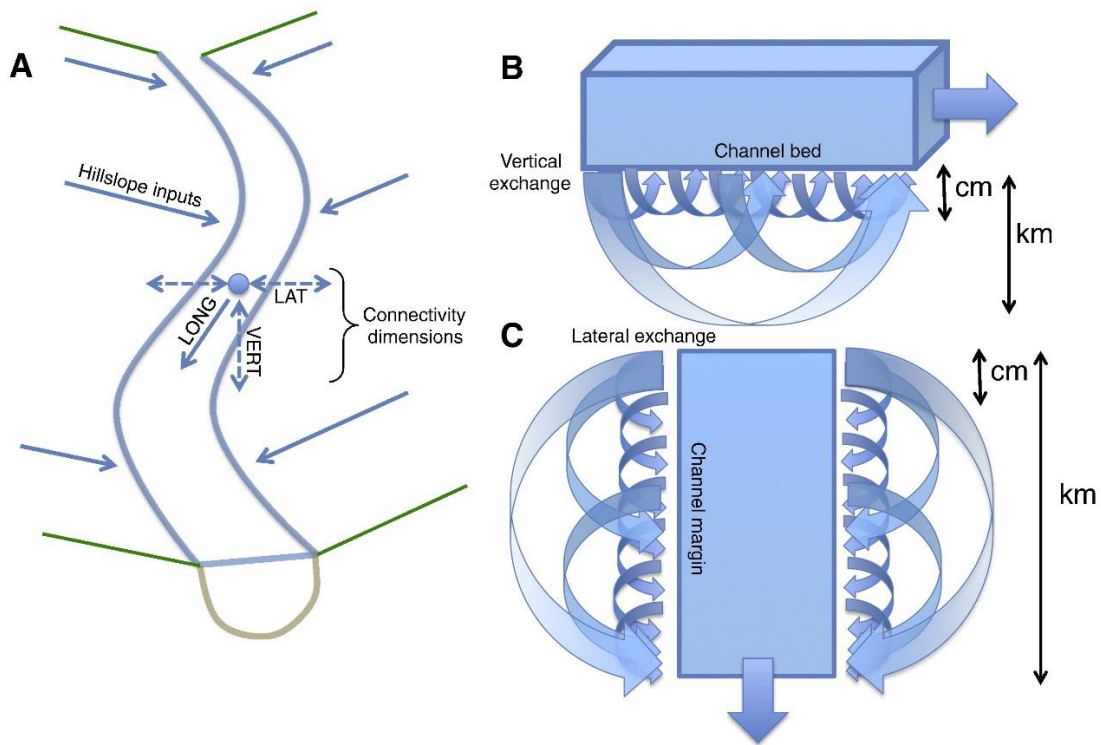 A
Hillslope inputs
LAT
LONG
VERT
Connectivity
dimensions
B
Channel bed
Vertical
exchange
cm
km
C
Lateral exchange
Channel margin
cm
km